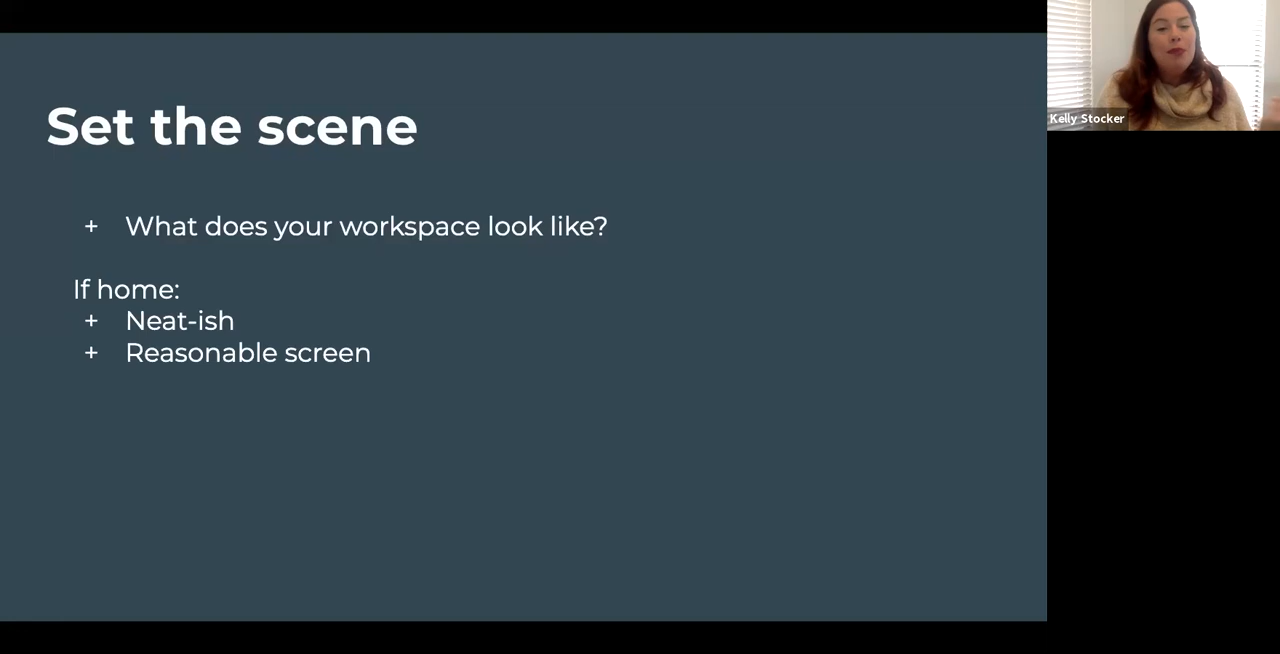 Set the scene
+ What does your workspace look like?
If home:
+ Neat-ish
+ Reasonable screen
Kelly Stocker